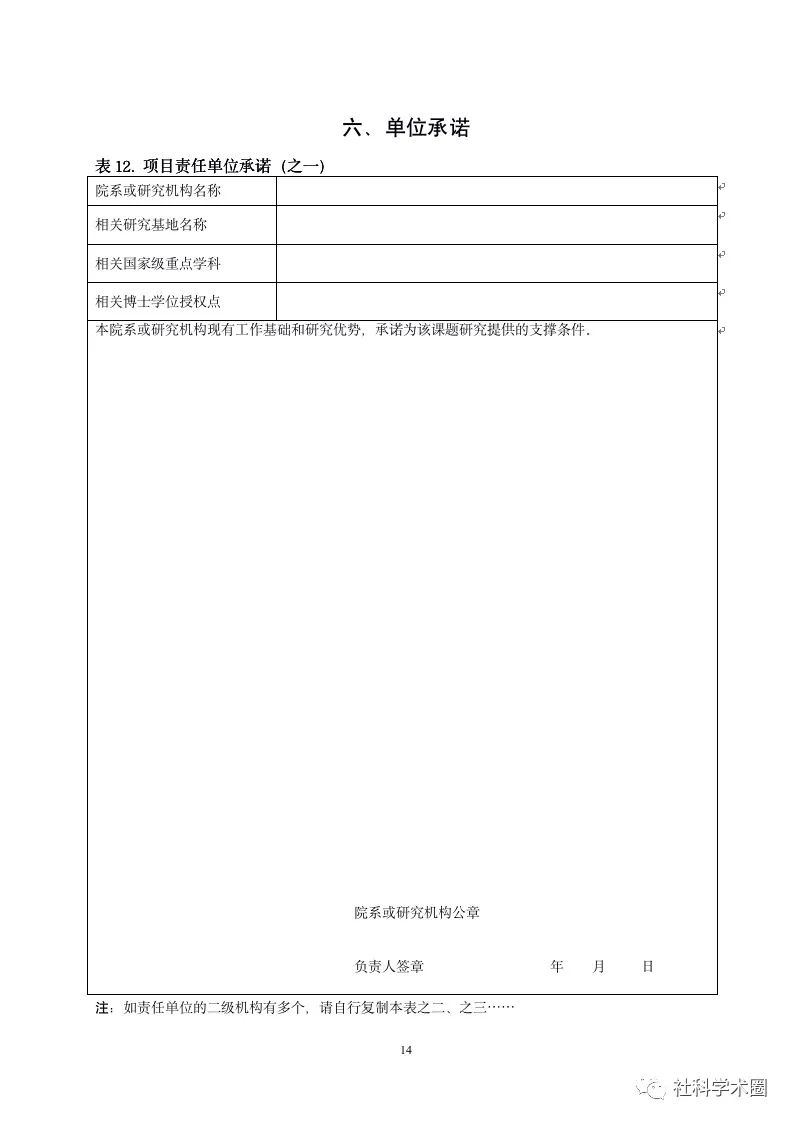 六、单位承诺
表 12. 项目责任单位承诺（之一）
院系或研究机构名称
相关研究基地名称
相关国家级重点学科
相关博士学位授权点
本院系或研究机构现有工作基础和研究优势，承诺为该课题研究提供的支撑条件．
院系或研究机构公章
负责人签章 年 月 日
注：如责任单位的二级机构有多个，请自行复制本表之二、之三……
14
社科学术圈